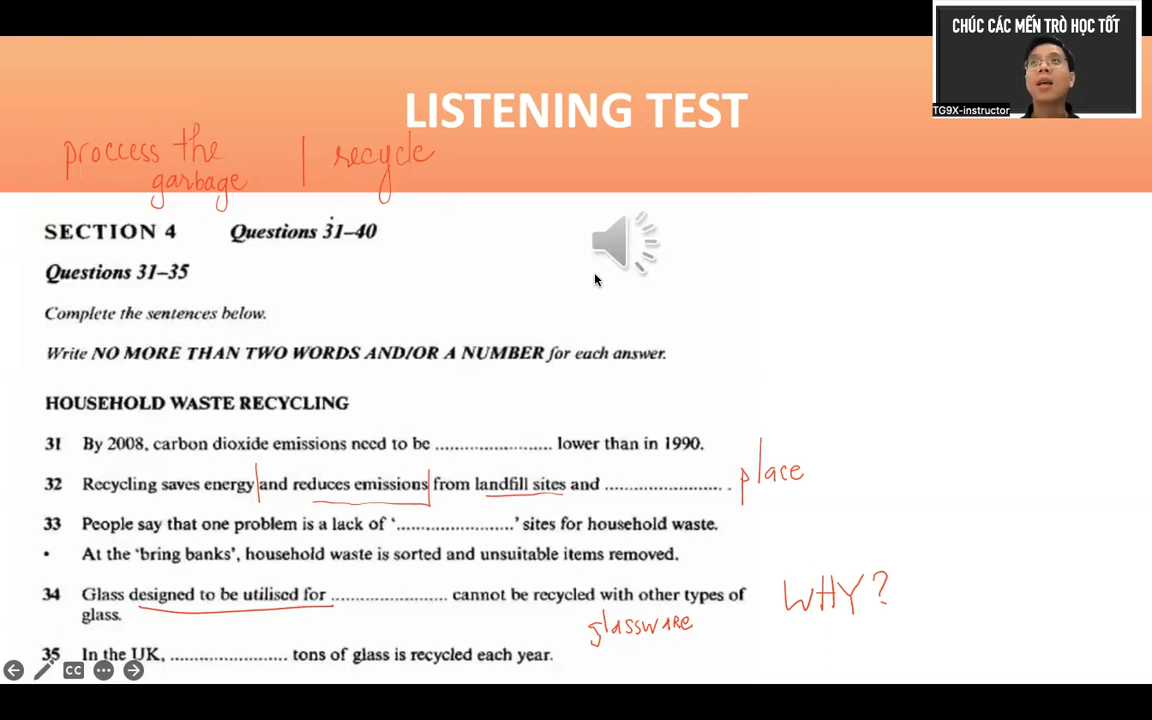 CHÚC CÁC MẾN TRÒ HỌC TỐT
TG9X-instructor
LISTENING TEST
proccess the garbage | recycle
SECTION 4 Questions 31–40
Questions 31–35
Complete the sentences below.
Write NO MORE THAN TWO WORDS AND/OR A NUMBER for each answer.
HOUSEHOLD WASTE RECYCLING
31 By 2008, carbon dioxide emissions need to be ........................ lower than in 1990.
32 Recycling saves energy and reduces emissions from landfill sites and ........................ .
place
33 People say that one problem is a lack of ‘........................’ sites for household waste.
• At the ‘bring banks’, household waste is sorted and unsuitable items removed.
34 Glass designed to be utilised for ........................ cannot be recycled with other types of
glass.
WHY?
glassware
35 In the UK, ........................ tons of glass is recycled each year.
CC